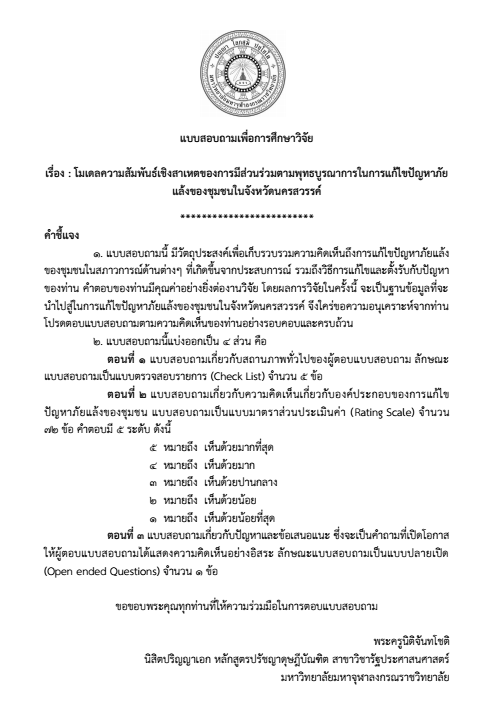 แบบสอบถามเพื่อการศึกษาวิจัย
เรื่อง : โมเดลความสัมพันธ์เชิงสาเหตของการมีส่วนร่วมตามพุทธบูรณาการในการแก้ไขปัญหาภัย
แล้งของชุมชนในจังหวัดนครสวรรค์
*************************
คำชี้แจง
๑. แบบสอบถามนี้ มีวัตถุประสงค์เพื่อเก็บรวบรวมความคิดเห็นถึงการแก้ไขปัญหาภัยแล้ง
ของชุมชนในสภาวการณ์ด้านต่างๆ ที่เกิดขึ้นจากประสบการณ์ รวมถึงวิธีการแก้ไขและตั้งรับกับปัญหา
ของท่าน คำตอบของท่านมีคุณค่าอย่างยิ่งต่องานวิจัย โดยผลการวิจัยในครั้งนี้ จะเป็นฐานข้อมูลที่จะ
นำไปสู่ในการแก้ไขปัญหาภัยแล้งของชุมชนในจังหวัดนครสวรรค์ จึงใคร่ขอความอนุเคราะห์จากท่าน
โปรดตอบแบบสอบถามตามความคิดเห็นของท่านอย่างรอบคอบและครบถ้วน
๒. แบบสอบถามนี้แบ่งออกเป็น ๔ ส่วน คือ
ตอนที่ ๑ แบบสอบถามเกี่ยวกับสถานภาพทั่วไปของผู้ตอบแบบสอบถาม ลักษณะ
แบบสอบถามเป็นแบบตรวจสอบรายการ (Check List) จำนวน ๕ ข้อ
ตอนที่ ๒ แบบสอบถามเกี่ยวกับความคิดเห็นเกี่ยวกับองค์ประกอบของการแก้ไข
ปัญหาภัยแล้งของชุมชน แบบสอบถามเป็นแบบมาตราส่วนประเมินค่า (Rating Scale) จำนวน
๗๒ ข้อ คำตอบมี ๕ ระดับ ดังนี้
๕ หมายถึง เห็นด้วยมากที่สุด
๔ หมายถึง เห็นด้วยมาก
๓ หมายถึง เห็นด้วยปานกลาง
๒ หมายถึง เห็นด้วยน้อย
๑ หมายถึง เห็นด้วยน้อยที่สุด
ตอนที่ ๓ แบบสอบถามเกี่ยวกับปัญหาและข้อเสนอแนะ ซึ่งจะเป็นคำถามที่เปิดโอกาส
ให้ผู้ตอบแบบสอบถามได้แสดงความคิดเห็นอย่างอิสระ ลักษณะแบบสอบถามเป็นแบบปลายเปิด
(Open ended Questions) จำนวน ๑ ข้อ
ขอขอบพระคุณทุกท่านที่ให้ความร่วมมือในการตอบแบบสอบถาม
พระครูนิติจันทโชติ
นิสิตปริญญาเอก หลักสูตรปรัชญาดุษฎีบัณฑิต สาขาวิชารัฐประศาสนศาสตร์
มหาวิทยาลัยมหาจุฬาลงกรณราชวิทยาลัย